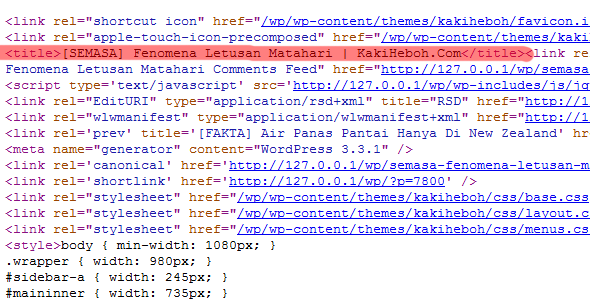 <link rel="shortcut icon" href="/wp/wp-content/themes/kakiheboh/favicon.i
<link rel="apple-touch-icon-precomposed" href="/wp/wp-content/themes/kakih
<title>[SEMASA] Fenomena Letusan Matahari | KakiHeboh.Com</title><link re
Fenomena Letusan Matahari Comments Feed" href="http://127.0.0.1/wp/semasa
<script type='text/javascript' src='http://127.0.0.1/wp/wp-includes/js/jq
<link rel="EditURI" type="application/rsd+xml" title="RSD" href="http://1
<link rel="wlwmanifest" type="application/wlwmanifest+xml" href="http://1
<link rel='prev' title='[FAKTA] Air Panas Pantai Hanya Di New Zealand' hr
<meta name="generator" content="WordPress 3.3.1" />
<link rel='canonical' href='http://127.0.0.1/wp/semasa-fenomena-letusan-m
<link rel='shortlink' href='http://127.0.0.1/wp/?p=7800' />
<link rel="stylesheet" href="/wp/wp-content/themes/kakiheboh/css/base.css
<link rel="stylesheet" href="/wp/wp-content/themes/kakiheboh/css/layout.c
<link rel="stylesheet" href="/wp/wp-content/themes/kakiheboh/css/menus.cs
<style>body { min-width: 1080px; }
.wrapper { width: 980px; }
#sidebar-a { width: 245px; }
#maininner { width: 735px; }